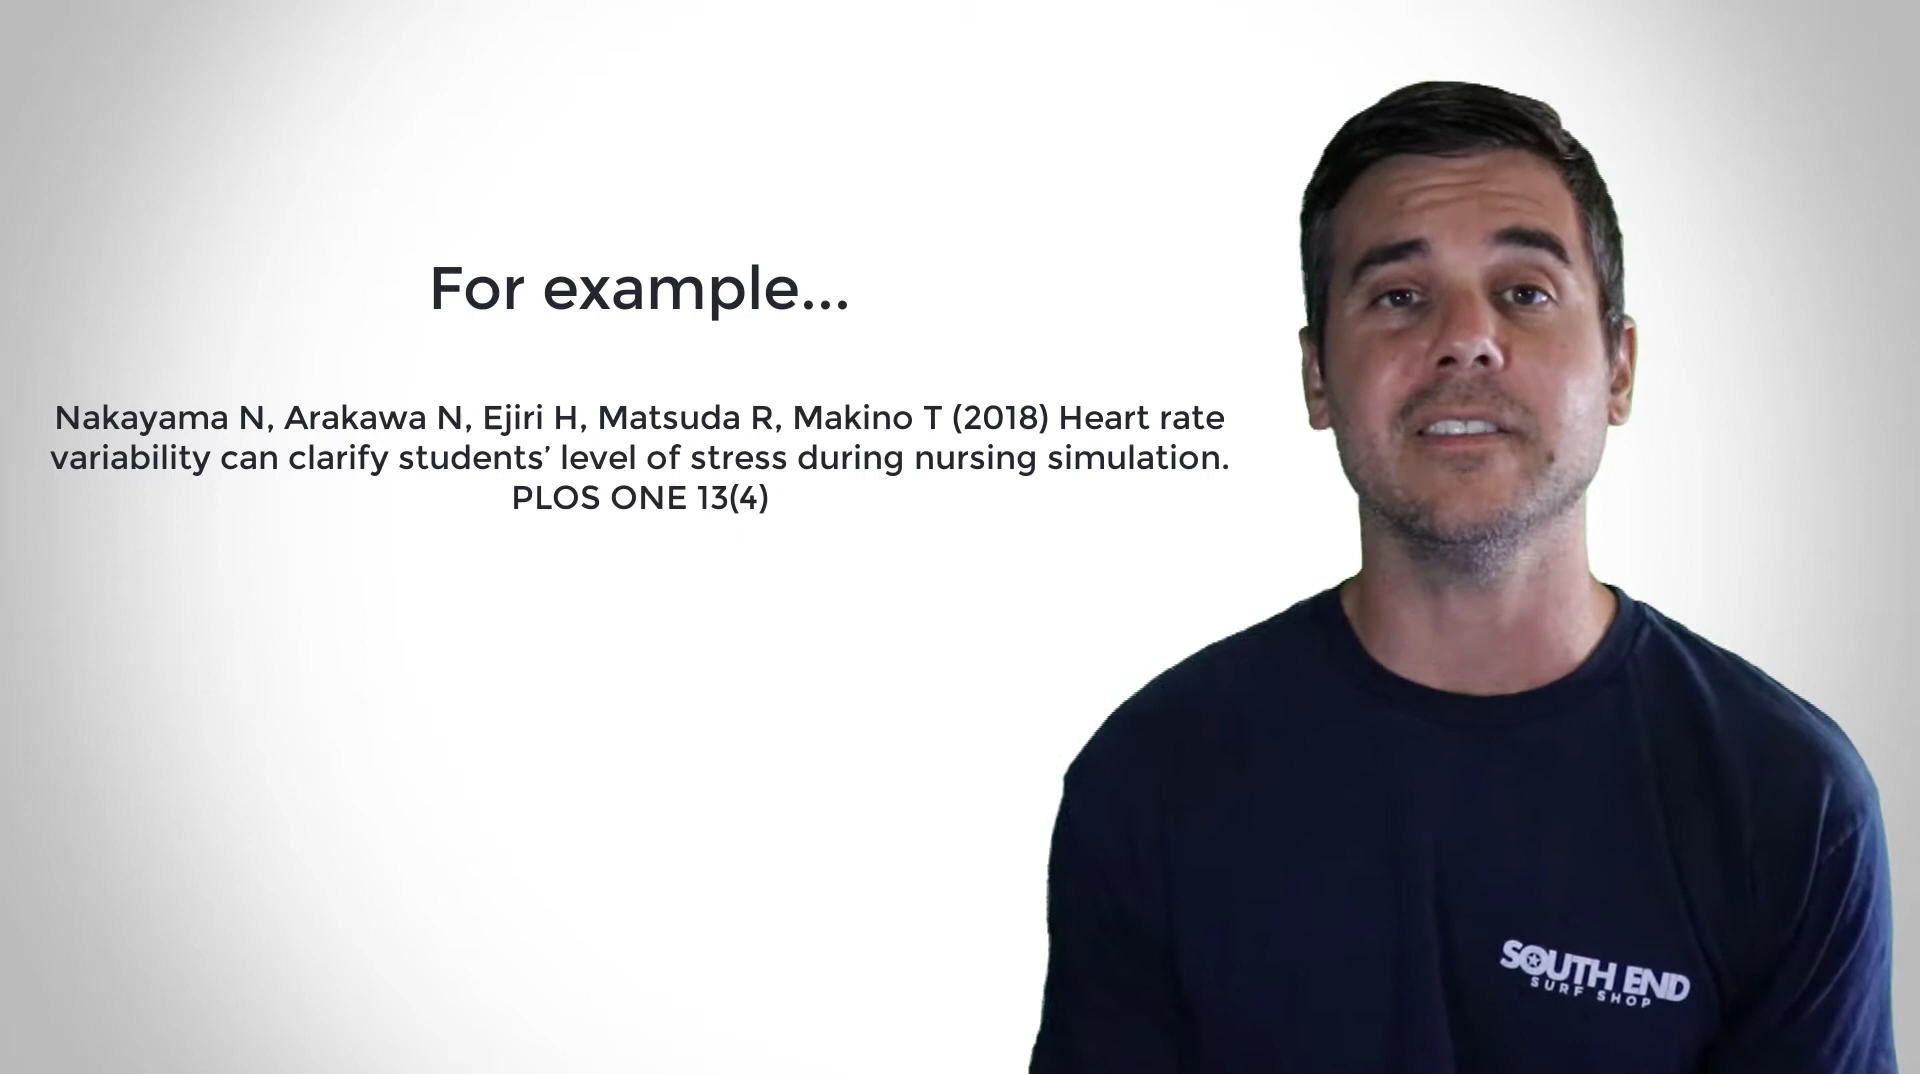 For example...
Nakayama N, Arakawa N, Ejiri H, Matsuda R, Makino T (2018) Heart rate
variability can clarify students’ level of stress during nursing simulation.
PLOS ONE 13(4)
SOUTH END
SURF SHOP